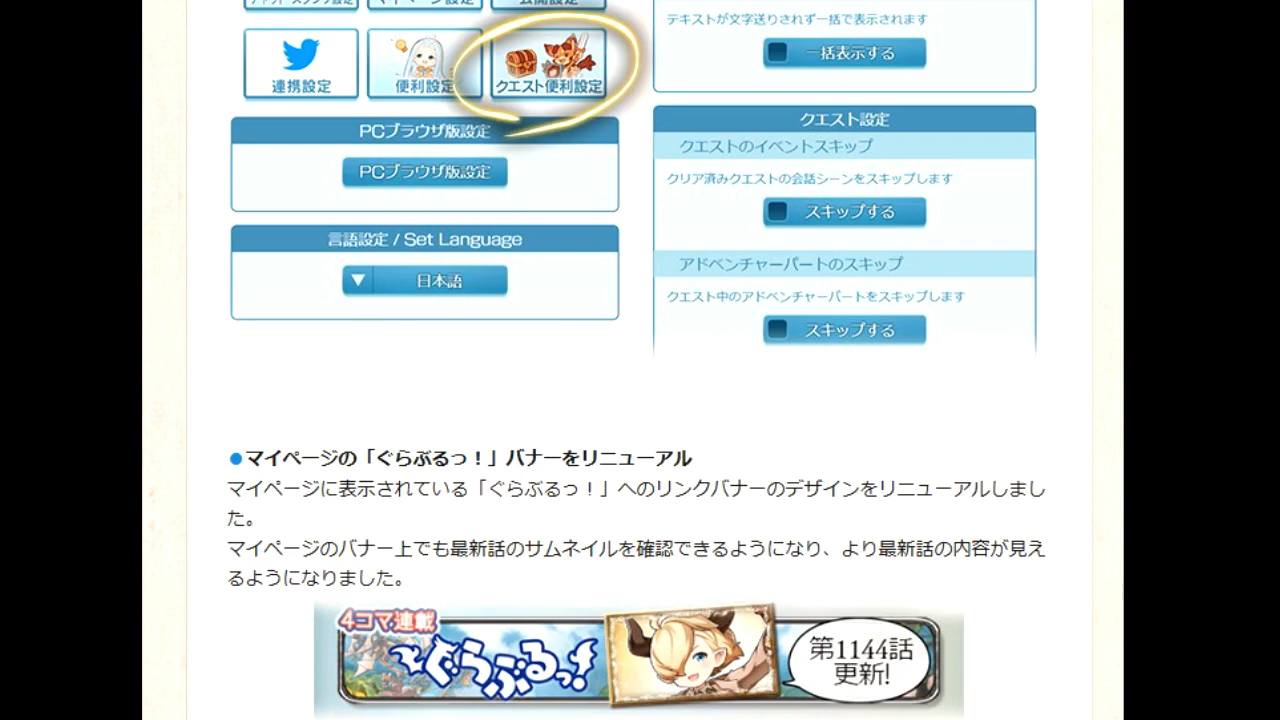 マイページ設定
公開設定
連携設定
便利設定
クエスト便利設定
PCブラウザ版設定
PCブラウザ版設定
言語設定 / Set Language
▼ 日本語
テキストが文字送りされず一括で表示されます
一括表示する
クエスト設定
クエストのイベントスキップ
クリア済みクエストの会話シーンをスキップします
スキップする
アドベンチャーパートのスキップ
クエスト中のアドベンチャーパートをスキップします
スキップする
●マイページの「ぐらぶるっ！」バナーをリニューアル
マイページに表示されている「ぐらぶるっ！」へのリンクバナーのデザインをリニューアルしまし
た。
マイページのバナー上でも最新話のサムネイルを確認できるようになり、より最新話の内容が見え
るようになりました。
4コマ連載
ぐらぶるっ!
第1144話
更新!